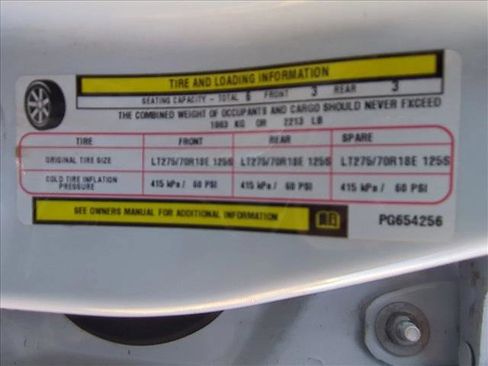 TIRE AND LOADING INFORMATION
SEATING CAPACITY - TOTAL 6 FRONT 3 REAR 3
THE COMBINED WEIGHT OF OCCUPANTS AND CARGO SHOULD NEVER EXCEED
KG OR 2213 LB
TIRE FRONT REAR SPARE
ORIGINAL TIRE SIZE LT275/70R18E 125S LT275/70R18E 125S LT275/70R18E 125S
COLD TIRE INFLATION PRESSURE 415 kPa / 60 PSI 415 kPa / 60 PSI 415 kPa / 60 PSI
SEE OWNERS MANUAL FOR ADDITIONAL INFORMATION
PG654256